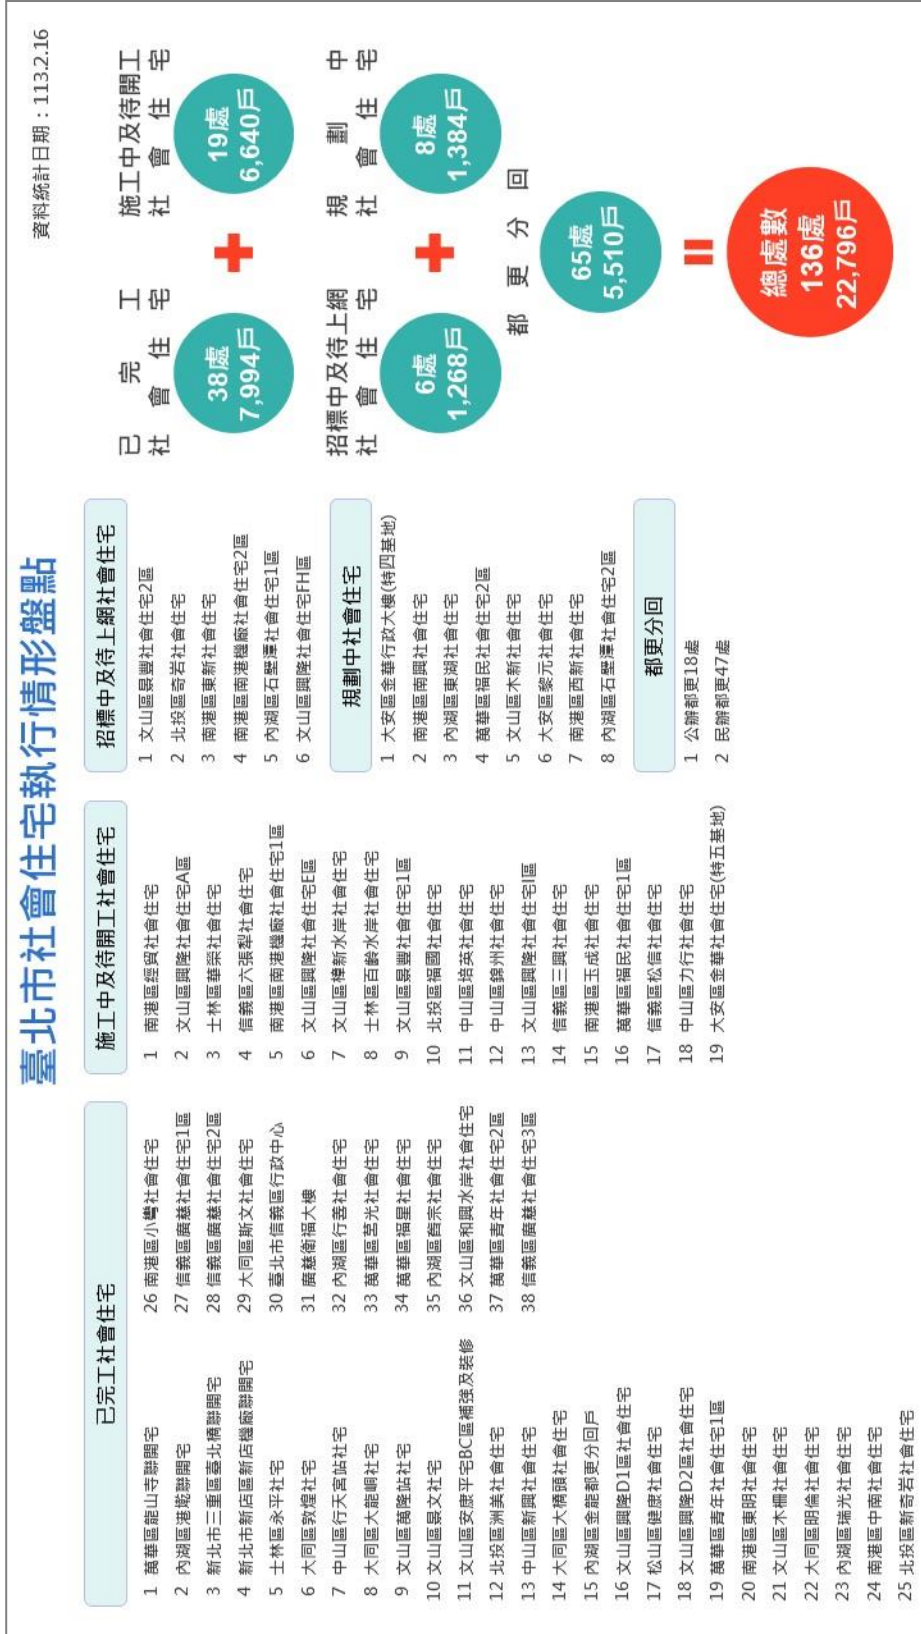 臺北市社會住宅執行情形盤點
資料統計日期：113.2.16
已完工社會住宅
1 萬華區龍山寺聯開宅
2 內湖區港墘聯開宅
3 新北市三重區臺北橋聯開宅
4 新北市新店區新店機廠聯開宅
5 士林區永平社宅
6 大同區敦煌社宅
7 中山區行天宮站社宅
8 大同區大龍峒社宅
9 文山區萬隆站社宅
10 文山區景文社宅
11 文山區安康平宅BC區補強及裝修
12 北投區洲美社會住宅
13 中山區新興社會住宅
14 大同區大橋頭社會住宅
15 內湖區金龍都更分回戶
16 文山區興隆D1區社會住宅
17 松山區健康社會住宅
18 文山區興隆D2區社會住宅
19 萬華區青年社會住宅1區
20 南港區東明社會住宅
21 文山區木柵社會住宅
22 大同區明倫社會住宅
23 內湖區瑞光社會住宅
24 南港區中南社會住宅
25 北投區新奇岩社會住宅
26 南港區小彎社會住宅
27 信義區廣慈社會住宅1區
28 信義區廣慈社會住宅2區
29 大同區斯文社會住宅
30 臺北市信義區行政中心
31 廣慈衛福大樓
32 內湖區行善社會住宅
33 萬華區莒光社會住宅
34 萬華區福星社會住宅
35 內湖區舊宗社會住宅
36 文山區和興水岸社會住宅
37 萬華區青年社會住宅2區
38 信義區廣慈社會住宅3區
施工中及待開工社會住宅
1 南港區經貿社會住宅
2 文山區興隆社會住宅A區
3 士林區華榮社會住宅
4 信義區六張犁社會住宅
5 南港區南港機廠社會住宅1區
6 文山區興隆社會住宅E區
7 文山區樟新水岸社會住宅
8 士林區百齡水岸社會住宅
9 文山區景豐社會住宅1區
10 北投區福國社會住宅
11 中山區培英社會住宅
12 中山區錦州社會住宅
13 文山區興隆社會住宅I區
14 信義區三興社會住宅
15 南港區玉成社會住宅
16 萬華區福民社會住宅1區
17 信義區松信社會住宅
18 中山區力行社會住宅
19 大安區金華社會住宅(特五基地)
招標中及待上網社會住宅
1 文山區景豐社會住宅2區
2 北投區奇岩社會住宅
3 南港區東新社會住宅
4 南港區南港機廠社會住宅2區
5 內湖區石壁潭社會住宅1區
6 文山區興隆社會住宅FH區
規劃中社會住宅
1 大安區金華行政大樓(特四基地)
2 南港區南興社會住宅
3 內湖區東湖社會住宅
4 萬華區福民社會住宅2區
5 文山區木新社會住宅
6 大安區黎元社會住宅
7 南港區西新社會住宅
8 內湖區石壁潭社會住宅2區
都更分回
1 公辦都更18處
2 民辦都更47處
已完工
社會住宅
38處
7,994戶
+
施工中及待開工
社會住宅
19處
6,640戶
招標中及待上網
社會住宅
6處
1,268戶
+
規劃中
社會住宅
8處
1,384戶
都更分回
65處
5,510戶
=
總處數
136處
22,796戶